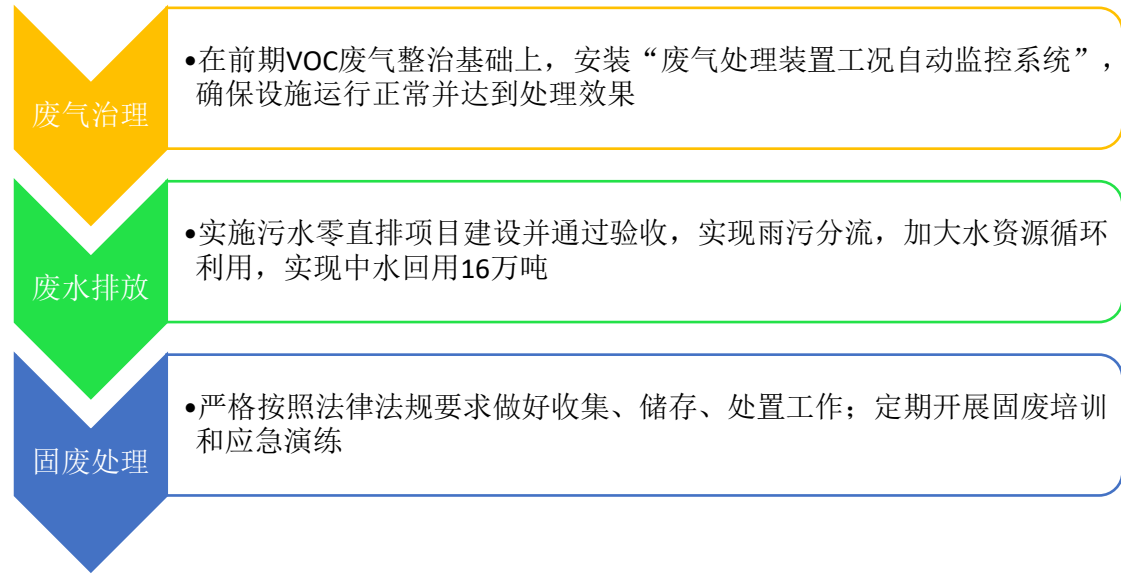 •在前期VOC废气整治基础上，安装“废气处理装置工况自动监控系统”，
确保设施运行正常并达到处理效果
废气治理
•实施污水零直排项目建设并通过验收，实现雨污分流，加大水资源循环
利用，实现中水回用16万吨
废水排放
•严格按照法律法规要求做好收集、储存、处置工作；定期开展固废培训
和应急演练
固废处理